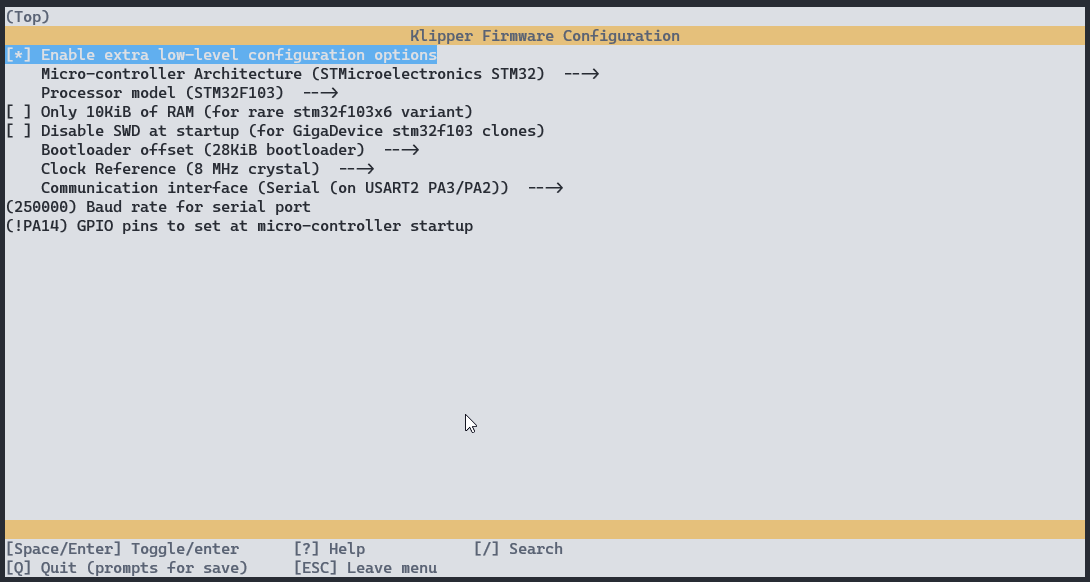 (Top)
Klipper Firmware Configuration
[*] Enable extra low-level configuration options
Micro-controller Architecture (STMicroelectronics STM32) --->
Processor model (STM32F103) --->
[ ] Only 10KiB of RAM (for rare stm32f103x6 variant)
[ ] Disable SWD at startup (for GigaDevice stm32f103 clones)
Bootloader offset (28KiB bootloader) --->
Clock Reference (8 MHz crystal) --->
Communication interface (Serial (on USART2 PA3/PA2)) --->
(250000) Baud rate for serial port
(!PA14) GPIO pins to set at micro-controller startup
[Space/Enter] Toggle/enter [?] Help [/] Search
[Q] Quit (prompts for save) [ESC] Leave menu